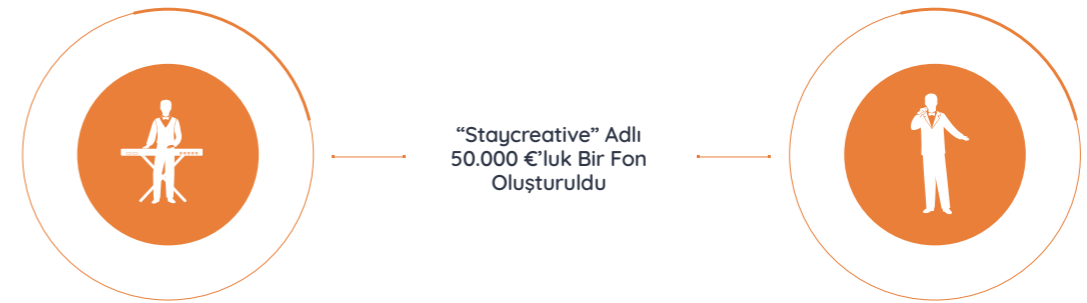 “Staycreative” Adlı
50.000 €’luk Bir Fon
Oluşturuldu